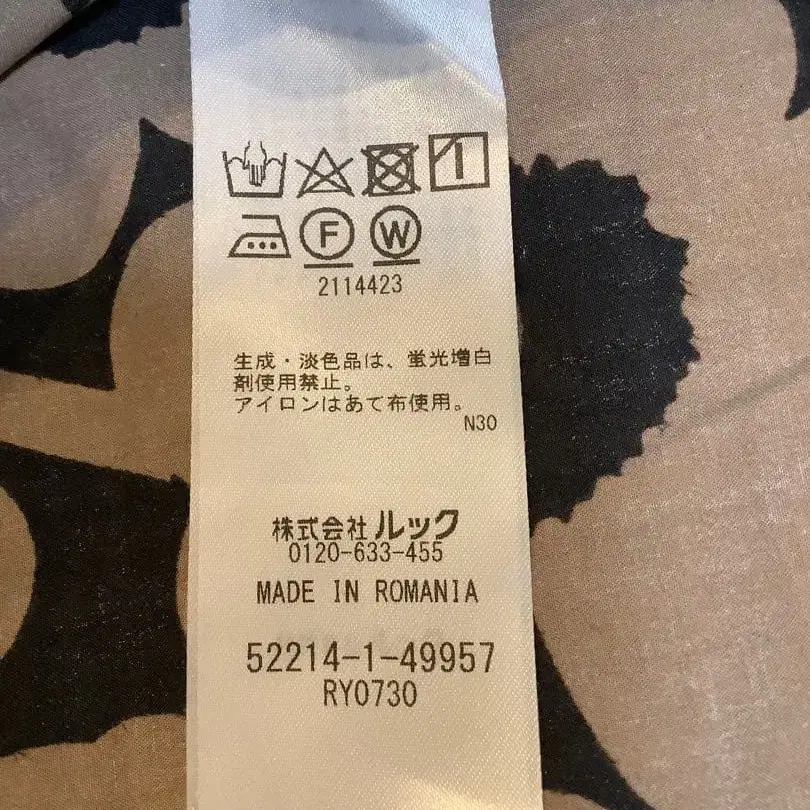 F W
2114423
生成・淡色品は、蛍光増白
剤使用禁止。
アイロンはあて布使用。
N30
株式会社ルック
0120-633-455
MADE IN ROMANIA
52214-1-49957
RY0730